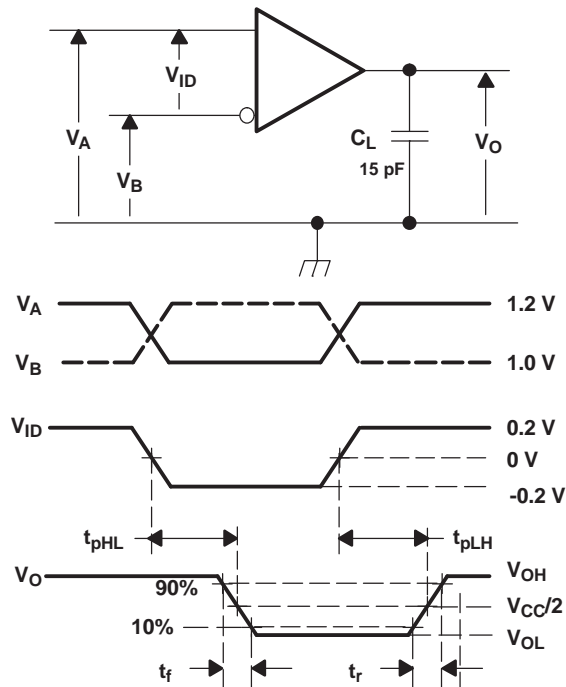 V_ID
V_A
V_B
C_L
15 pF
V_O
V_A
1.2 V
V_B
1.0 V
V_ID
0.2 V
0 V
-0.2 V
t_pHL
t_pLH
V_O
V_OH
90%
V_CC/2
10%
V_OL
t_f
t_r